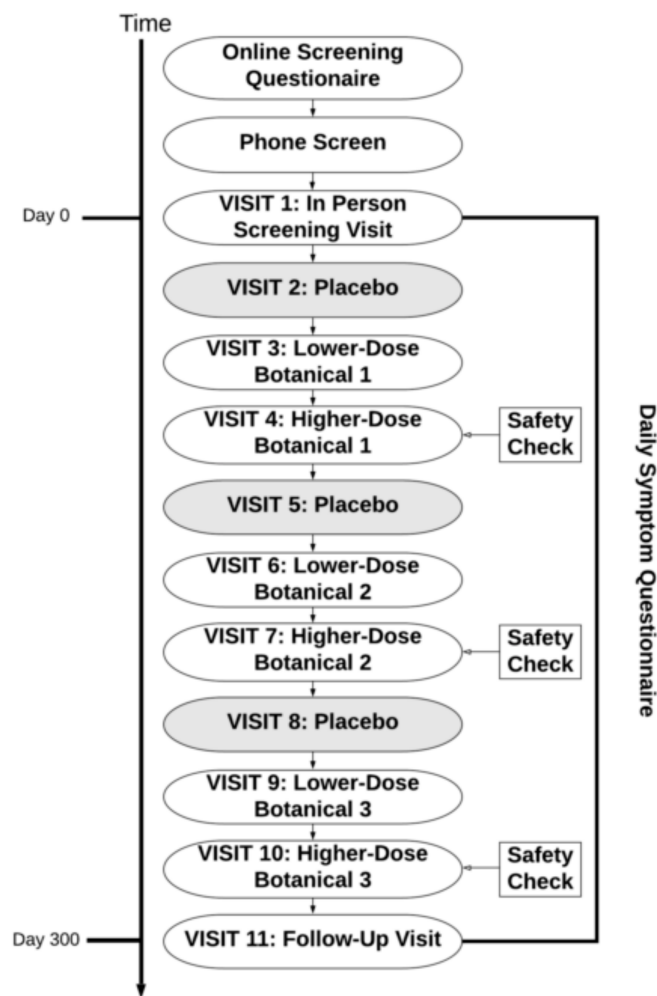 Time
Online Screening
Questionaire
Phone Screen
Day 0
VISIT 1: In Person
Screening Visit
VISIT 2: Placebo
VISIT 3: Lower-Dose
Botanical 1
VISIT 4: Higher-Dose
Botanical 1
Safety
Check
VISIT 5: Placebo
VISIT 6: Lower-Dose
Botanical 2
VISIT 7: Higher-Dose
Botanical 2
Safety
Check
VISIT 8: Placebo
VISIT 9: Lower-Dose
Botanical 3
VISIT 10: Higher-Dose
Botanical 3
Safety
Check
Day 300
VISIT 11: Follow-Up Visit
Daily Symptom Questionnaire